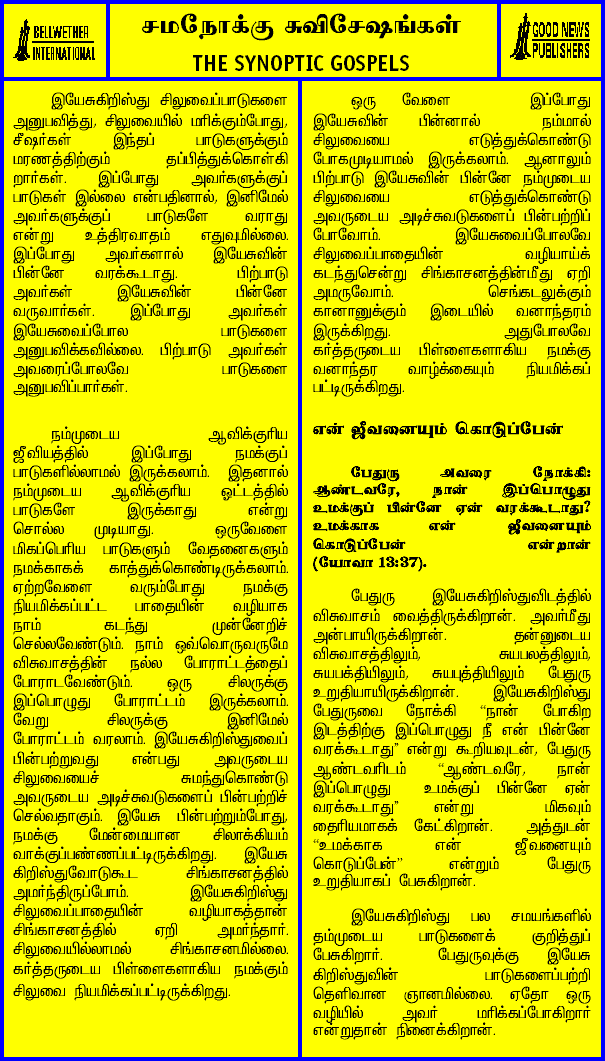 BELLWETHER
INTERNATIONAL
சமநோக்கு சுவிசேஷங்கள்
THE SYNOPTIC GOSPELS
GOOD NEWS
PUBLISHERS
இயேசுகிறிஸ்து சிலுவைப்பாடுகளை
அனுபவித்து, சிலுவையில் மரிக்கும்போது,
சீஷர்கள் இந்தப் பாடுகளுக்கும்
மரணத்திற்கும் தப்பித்துக்கொள்கி
றார்கள். இப்போது அவர்களுக்குப்
பாடுகள் இல்லை என்பதினால், இனிமேல்
அவர்களுக்குப் பாடுகளே வராது
என்று உத்திரவாதம் எதுவுமில்லை.
இப்போது அவர்களால் இயேசுவின்
பின்னே வரக்கூடாது. பிற்பாடு
அவர்கள் இயேசுவின் பின்னே
வருவார்கள். இப்போது அவர்கள்
இயேசுவைப்போல பாடுகளை
அனுபவிக்கவில்லை. பிற்பாடு அவர்கள்
அவரைப்போலவே பாடுகளை
அனுபவிப்பார்கள்.
நம்முடைய ஆவிக்குரிய
ஜீவியத்தில் இப்போது நமக்குப்
பாடுகளில்லாமல் இருக்கலாம். இதனால்
நம்முடைய ஆவிக்குரிய ஓட்டத்தில்
பாடுகளே இருக்காது என்று
சொல்ல முடியாது. ஒருவேளை
மிகப்பெரிய பாடுகளும் வேதனைகளும்
நமக்காகக் காத்துக்கொண்டிருக்கலாம்.
ஏற்றவேளை வரும்போது நமக்கு
நியமிக்கப்பட்ட பாதையின் வழியாக
நாம் கடந்து முன்னேறிச்
செல்லவேண்டும். நாம் ஒவ்வொருவருமே
விசுவாசத்தின் நல்ல போராட்டத்தைப்
போராடவேண்டும். ஒரு சிலருக்கு
இப்பொழுது போராட்டம் இருக்கலாம்.
வேறு சிலருக்கு இனிமேல்
போராட்டம் வரலாம். இயேசுகிறிஸ்துவைப்
பின்பற்றுவது என்பது அவருடைய
சிலுவையைச் சுமந்துகொண்டு
அவருடைய அடிச்சுவடுகளைப் பின்பற்றிச்
செல்வதாகும். இயேசு பின்பற்றும்போது,
நமக்கு மேன்மையான சிலாக்கியம்
வாக்குப்பண்ணப்பட்டிருக்கிறது. இயேசு
கிறிஸ்துவோடுகூட சிங்காசனத்தில்
அமர்ந்திருப்போம். இயேசுகிறிஸ்து
சிலுவைப்பாதையின் வழியாகத்தான்
சிங்காசனத்தில் ஏறி அமர்ந்தார்.
சிலுவையில்லாமல் சிங்காசனமில்லை.
கர்த்தருடைய பிள்ளைகளாகிய நமக்கும்
சிலுவை நியமிக்கப்பட்டிருக்கிறது.
ஒரு வேளை இப்போது
இயேசுவின் பின்னால் நம்மால்
சிலுவையை எடுத்துக்கொண்டு
போகமுடியாமல் இருக்கலாம். ஆனாலும்
பிற்பாடு இயேசுவின் பின்னே நம்முடைய
சிலுவையை எடுத்துக்கொண்டு
அவருடைய அடிச்சுவடுகளைப் பின்பற்றிப்
போவோம். இயேசுவைப்போலவே
சிலுவைப்பாதையின் வழியாய்க்
கடந்துசென்று சிங்காசனத்தின்மீது ஏறி
அமருவோம். செங்கடலுக்கும்
கானானுக்கும் இடையில் வனாந்தரம்
இருக்கிறது. அதுபோலவே
கர்த்தருடைய பிள்ளைகளாகிய நமக்கு
வனாந்தர வாழ்க்கையும் நியமிக்கப்
பட்டிருக்கிறது.
என் ஜீவனையும் கொடுப்பேன்
பேதுரு அவரை நோக்கி:
ஆண்டவரே, நான் இப்பொழுது
உமக்குப் பின்னே ஏன் வரக்கூடாது?
உமக்காக என் ஜீவனையும்
கொடுப்பேன் என்றான்
(யோவா 13:37).
பேதுரு இயேசுகிறிஸ்துவிடத்தில்
விசுவாசம் வைத்திருக்கிறான். அவர்மீது
அன்பாயிருக்கிறான். தன்னுடைய
விசுவாசத்திலும், சுயபலத்திலும்,
சுயபக்தியிலும், சுயபுத்தியிலும் பேதுரு
உறுதியாயிருக்கிறான். இயேசுகிறிஸ்து
பேதுருவை நோக்கி “நான் போகிற
இடத்திற்கு இப்பொழுது நீ என் பின்னே
வரக்கூடாது” என்று கூறியவுடன், பேதுரு
ஆண்டவரிடம் “ஆண்டவரே, நான்
இப்பொழுது உமக்குப் பின்னே ஏன்
வரக்கூடாது” என்று மிகவும்
தைரியமாகக் கேட்கிறான். அத்துடன்
“உமக்காக என் ஜீவனையும்
கொடுப்பேன்” என்றும் பேதுரு
உறுதியாகப் பேசுகிறான்.
இயேசுகிறிஸ்து பல சமயங்களில்
தம்முடைய பாடுகளைக் குறித்துப்
பேசுகிறார். பேதுருவுக்கு இயேசு
கிறிஸ்துவின் பாடுகளைப்பற்றி
தெளிவான ஞானமில்லை. ஏதோ ஒரு
வழியில் அவர் மரிக்கப்போகிறார்
என்றுதான் நினைக்கிறான்.